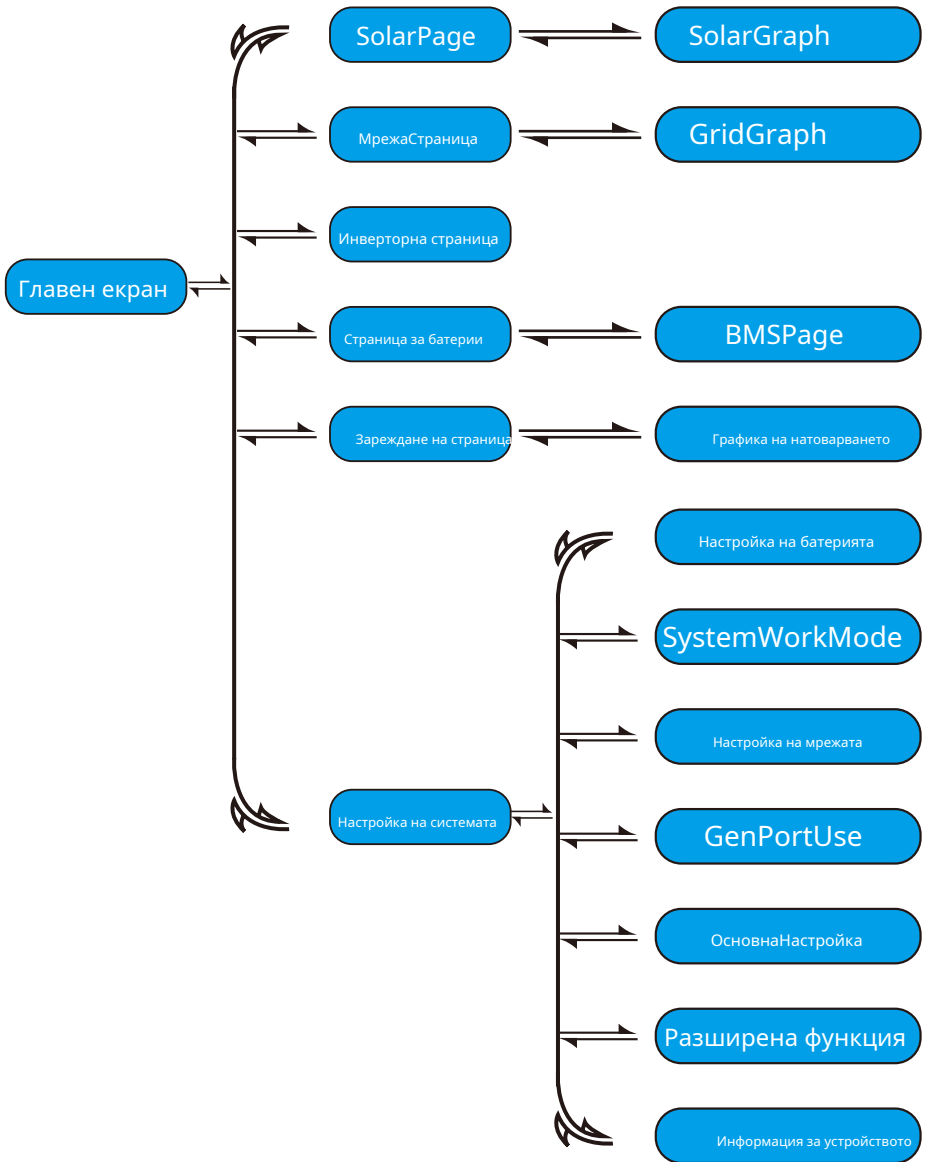 SolarPage
SolarGraph
МрежаСтраница
GridGraph
Инверторна страница
Главен екран
Страница за батерии
BMSPage
Зареждане на страница
Графика на натоварването
Настройка на батерията
SystemWorkMode
Настройка на мрежата
Настройка на системата
GenPortUse
ОсновнаНастройка
Разширена функция
Информация за устройството